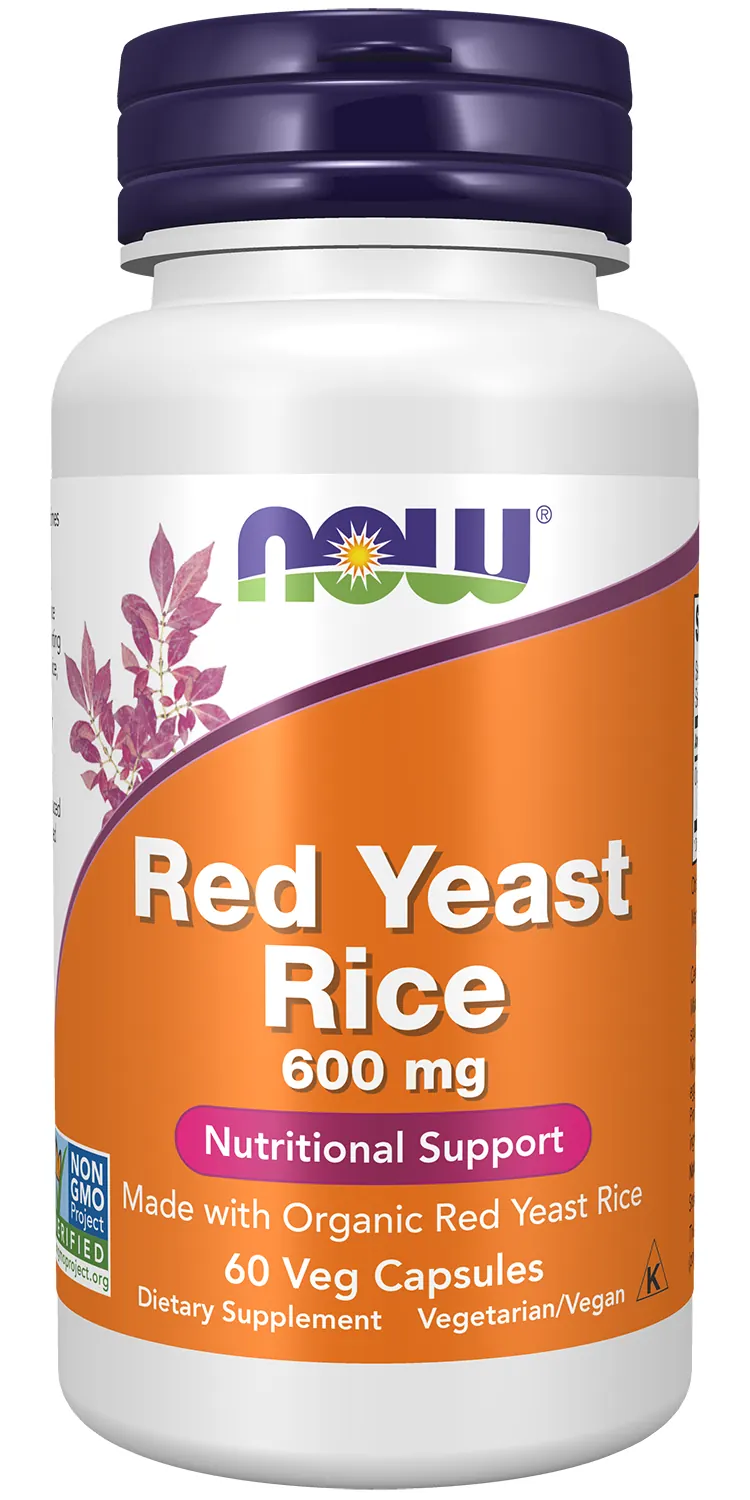 NOW®
Red Yeast
Rice
600 mg
Nutritional Support
Made with Organic Red Yeast Rice
60 Veg Capsules
Dietary Supplement
Vegetarian/Vegan
K
NON
GMO
Project